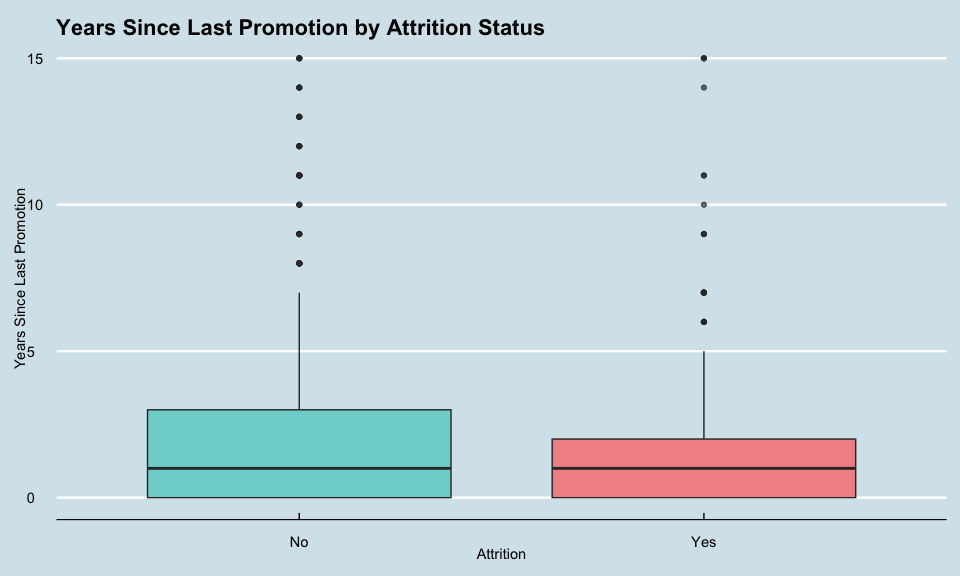 Years Since Last Promotion by Attrition Status
Years Since Last Promotion
15
10
5
0
No
Yes
Attrition